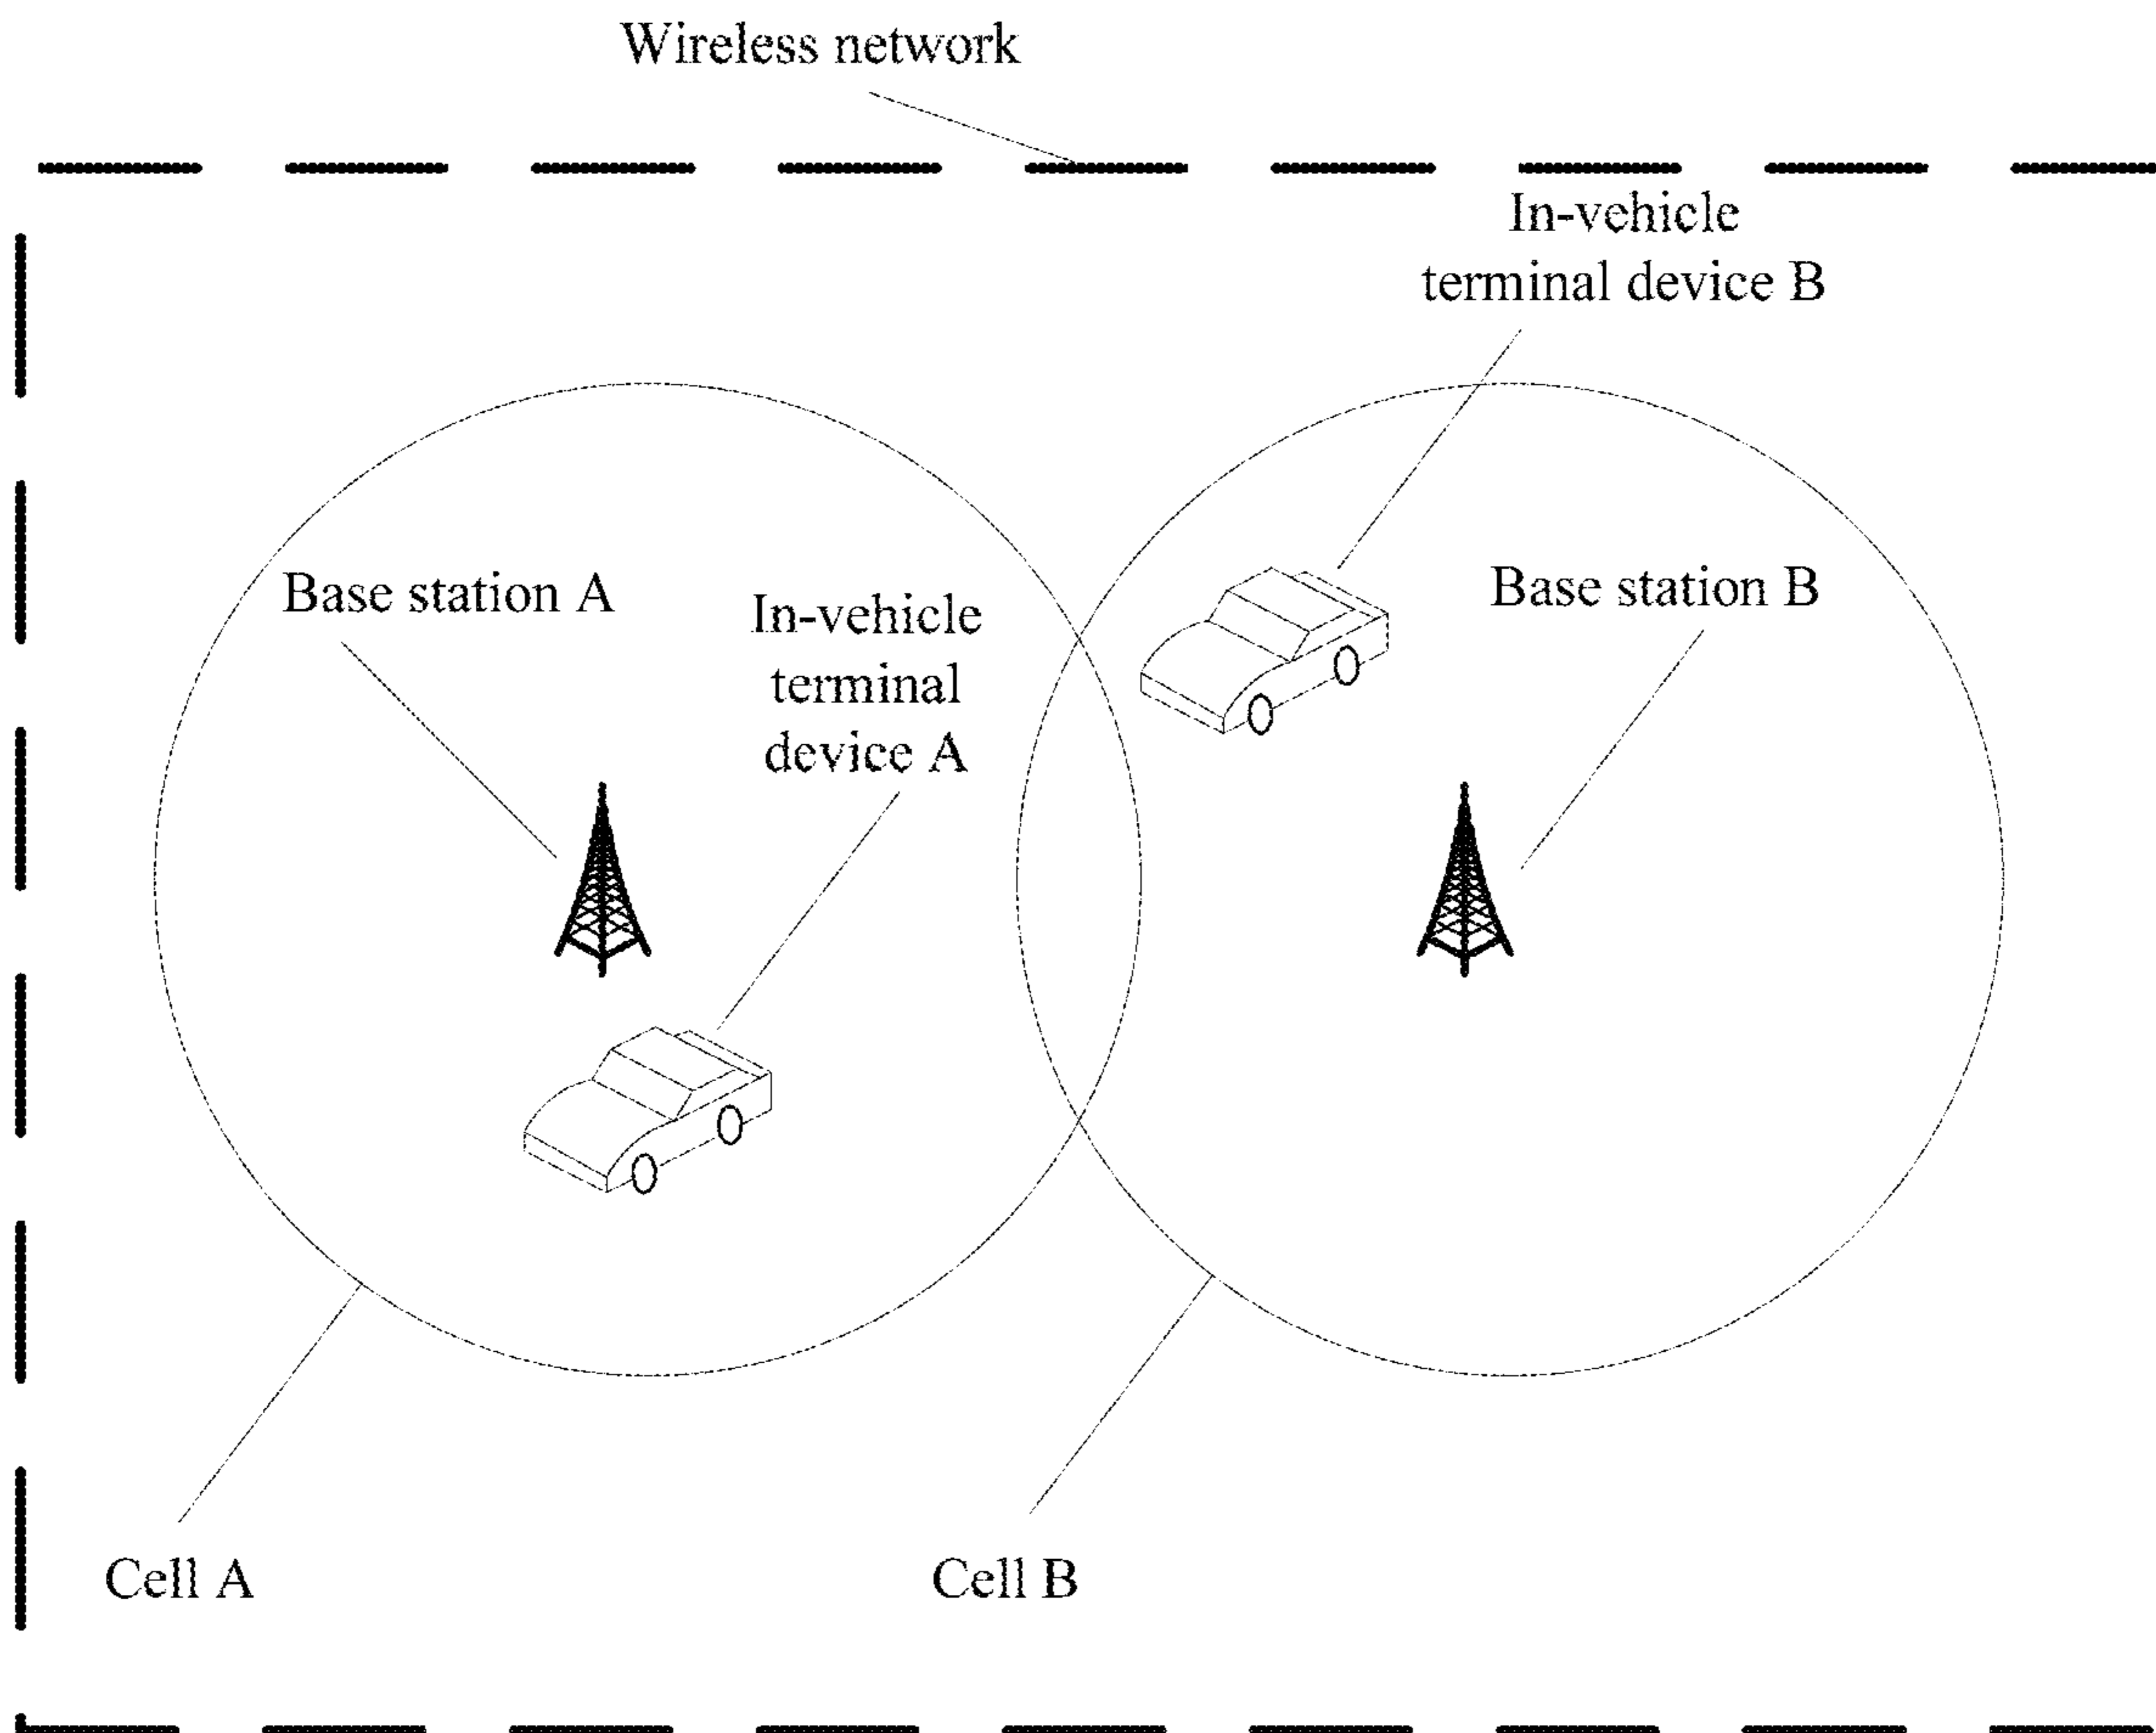 Wireless network
In-vehicle
terminal device B
Base station A
In-vehicle
terminal
device A
Base station B
Cell A
Cell B